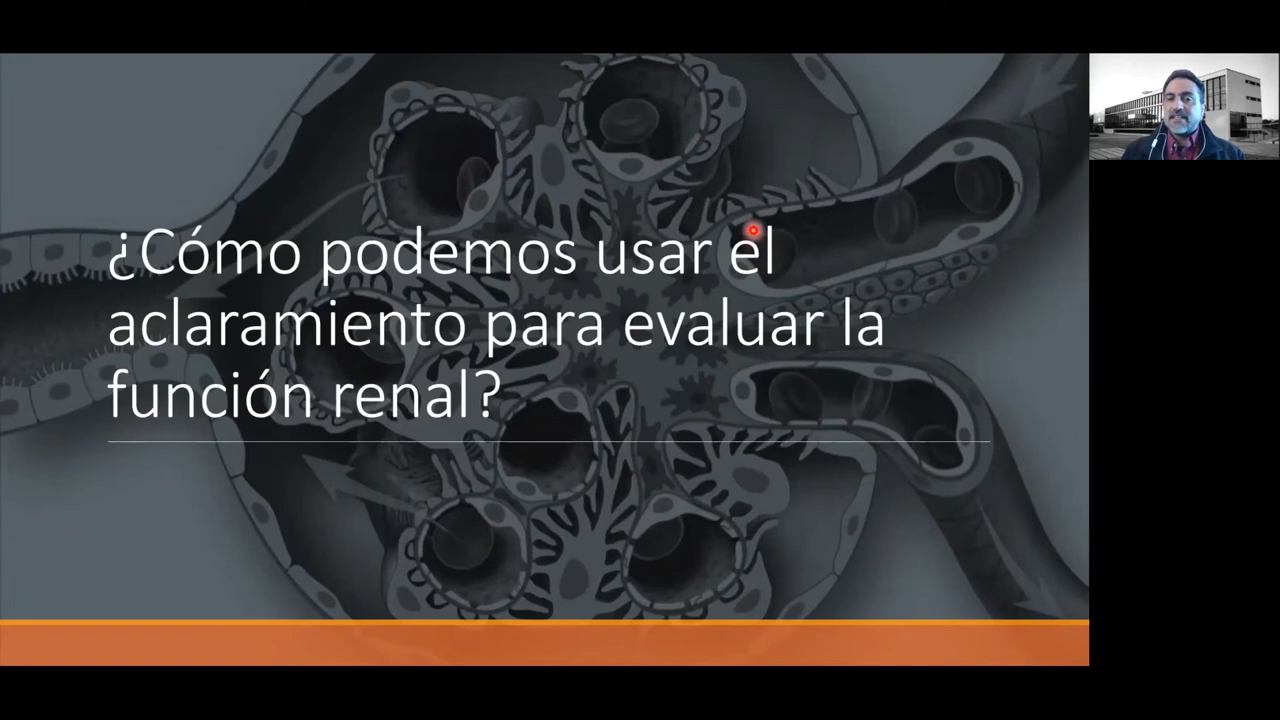 ¿Cómo podemos usar el
aclaramiento para evaluar la
función renal?